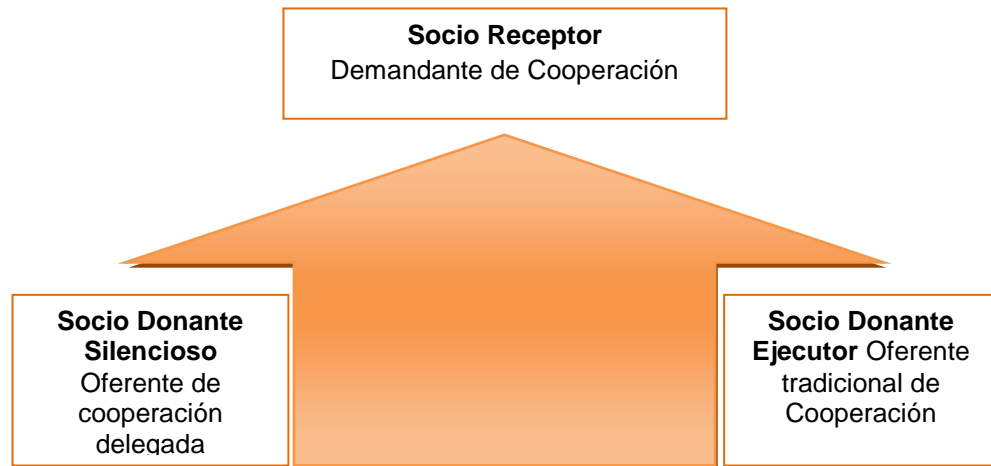 Socio Receptor
Demandante de Cooperación
Socio Donante
Silencioso
Oferente de
cooperación
delegada
Socio Donante
Ejecutor Oferente
tradicional de
Cooperación